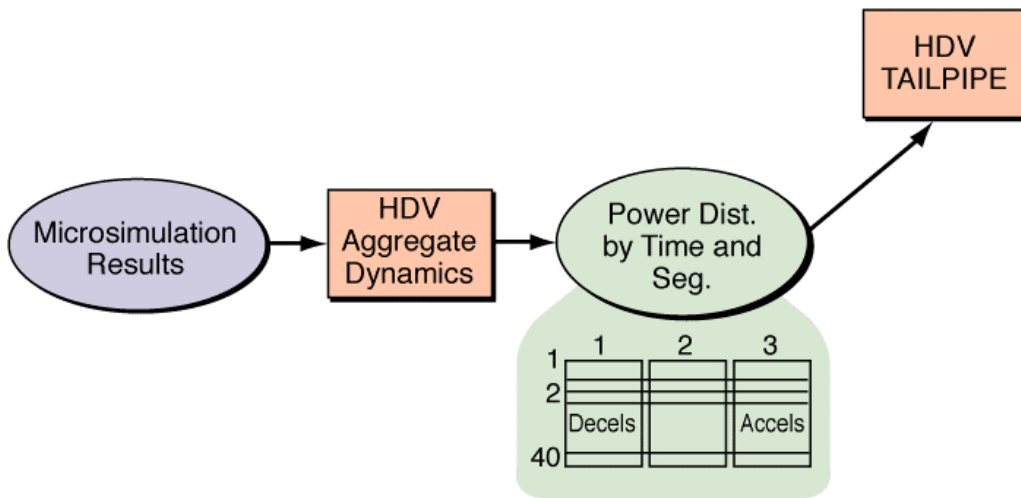 HDV
TAILPIPE
Microsimulation
Results
HDV
Aggregate
Dynamics
Power Dist.
by Time and
Seg.
1 2 3
1
2
Decels Accels
40